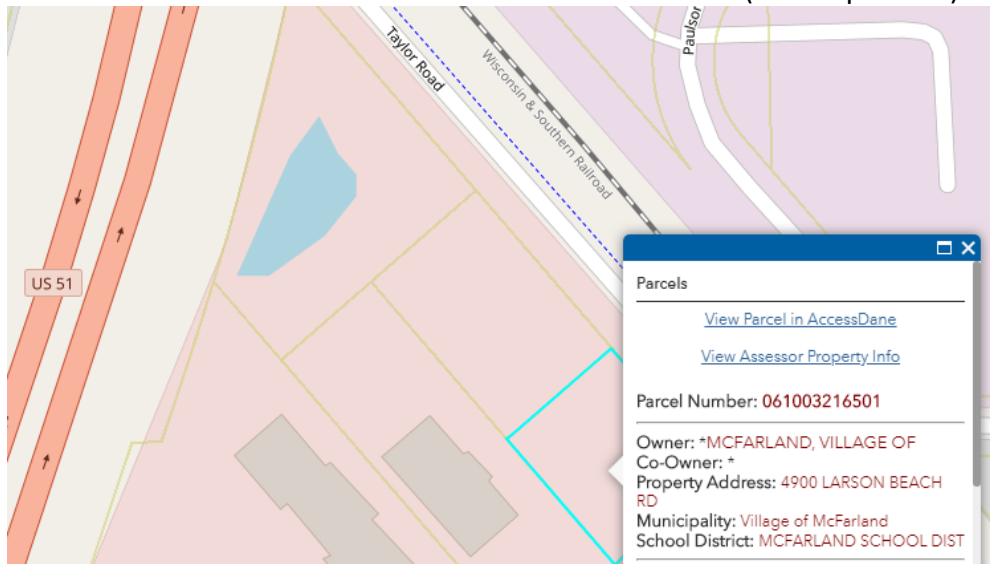 Taylor Road
Wisconsin & Southern Railroad
US 51
Parcels
View Parcel in AccessDane
View Assessor Property Info
Parcel Number: 061003216501
Owner: *MCFARLAND, VILLAGE OF
Co-Owner: *
Property Address: 4900 LARSON BEACH
RD
Municipality: Village of McFarland
School District: MCFARLAND SCHOOL DIST